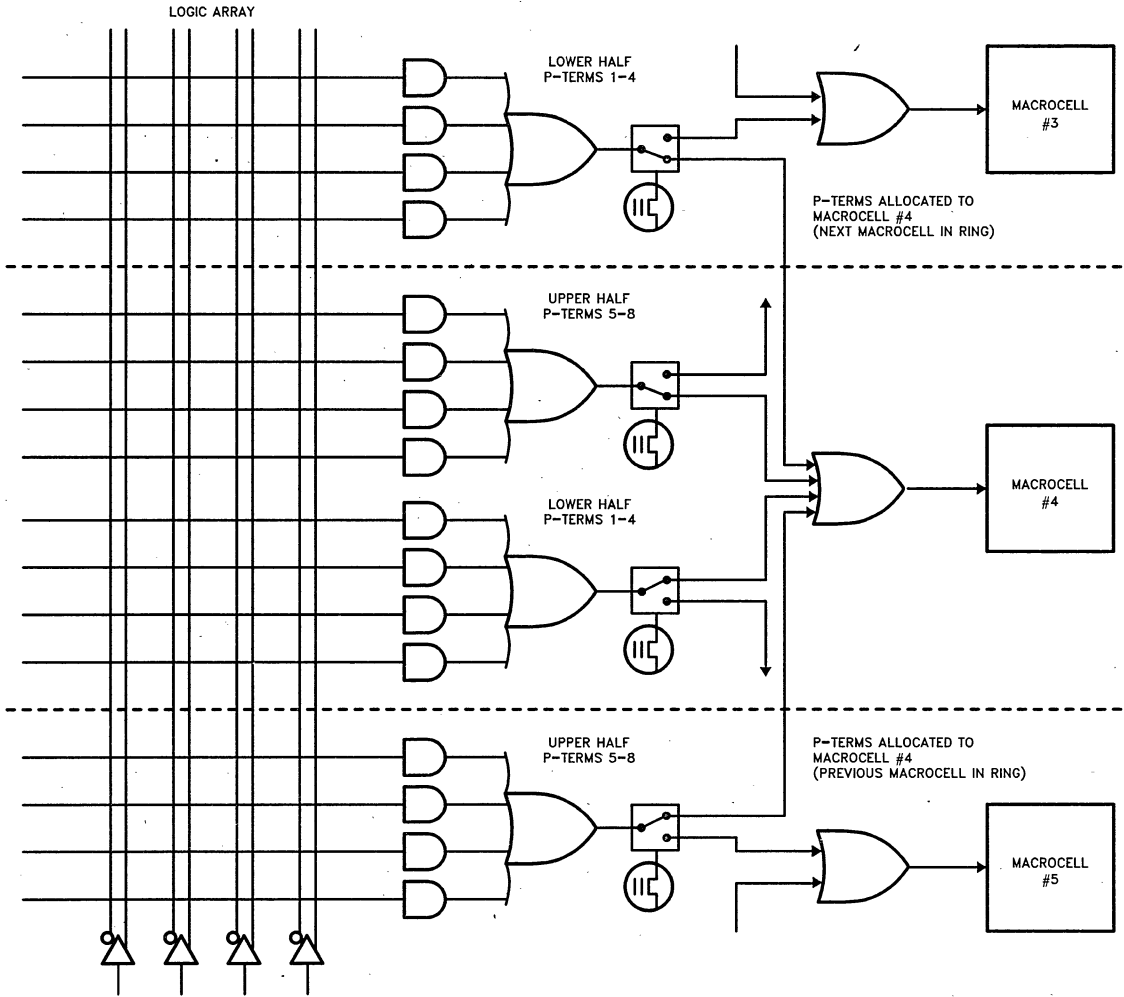 LOGIC ARRAY
LOWER HALF
P-TERMS 1-4
MACROCELL
#3
P-TERMS ALLOCATED TO
MACROCELL #4
(NEXT MACROCELL IN RING)
UPPER HALF
P-TERMS 5-8
MACROCELL
#4
LOWER HALF
P-TERMS 1-4
UPPER HALF
P-TERMS 5-8
P-TERMS ALLOCATED TO
MACROCELL #4
(PREVIOUS MACROCELL IN RING)
MACROCELL
#5